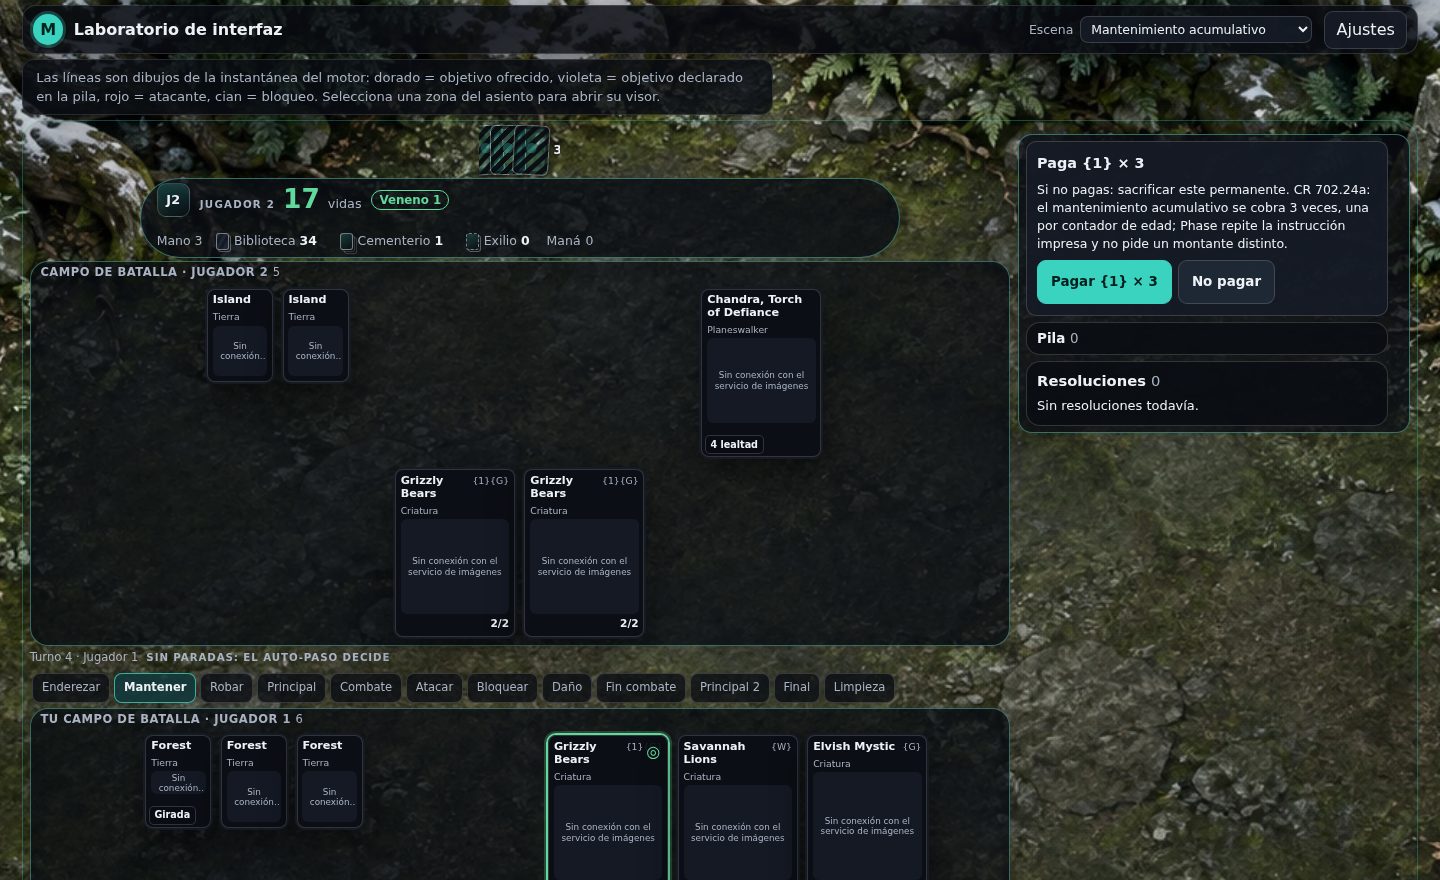 M Laboratorio de interfaz
Escena Mantenimiento acumulativo Ajustes
Las líneas son dibujos de la instantánea del motor: dorado = objetivo ofrecido, violeta = objetivo declarado
en la pila, rojo = atacante, cian = bloqueo. Selecciona una zona del asiento para abrir su visor.
3
J2 JUGADOR 2 17 vidas Veneno 1
Mano 3 Biblioteca 34 Cementerio 1 Exilio 0 Maná 0
CAMPO DE BATALLA · JUGADOR 2 5
Island
Tierra
Sin
conexión..
Island
Tierra
Sin
conexión..
Chandra, Torch
of Defiance
Planeswalker
Sin conexión con el
servicio de imágenes
4 lealtad
Grizzly
Bears
{1}{G}
Criatura
Sin conexión con el
servicio de imágenes
2/2
Grizzly
Bears
{1}{G}
Criatura
Sin conexión con el
servicio de imágenes
2/2
Turno 4 · Jugador 1 SIN PARADAS: EL AUTO-PASO DECIDE
Enderezar Mantener Robar Principal Combate Atacar Bloquear Daño Fin combate Principal 2 Final Limpieza
TU CAMPO DE BATALLA · JUGADOR 1 6
Forest
Tierra
Sin
conexión..
Girada
Forest
Tierra
Sin
conexión..
Forest
Tierra
Sin
conexión..
Grizzly
Bears
{1}
Criatura
Sin conexión con el
servicio de imágenes
Savannah
Lions
{W}
Criatura
Sin conexión con el
servicio de imágenes
Elvish Mystic {G}
Criatura
Sin conexión con el
servicio de imágenes
Paga {1} × 3
Si no pagas: sacrificar este permanente. CR 702.24a:
el mantenimiento acumulativo se cobra 3 veces, una
por contador de edad; Phase repite la instrucción
impresa y no pide un montante distinto.
Pagar {1} × 3 No pagar
Pila 0
Resoluciones 0
Sin resoluciones todavía.